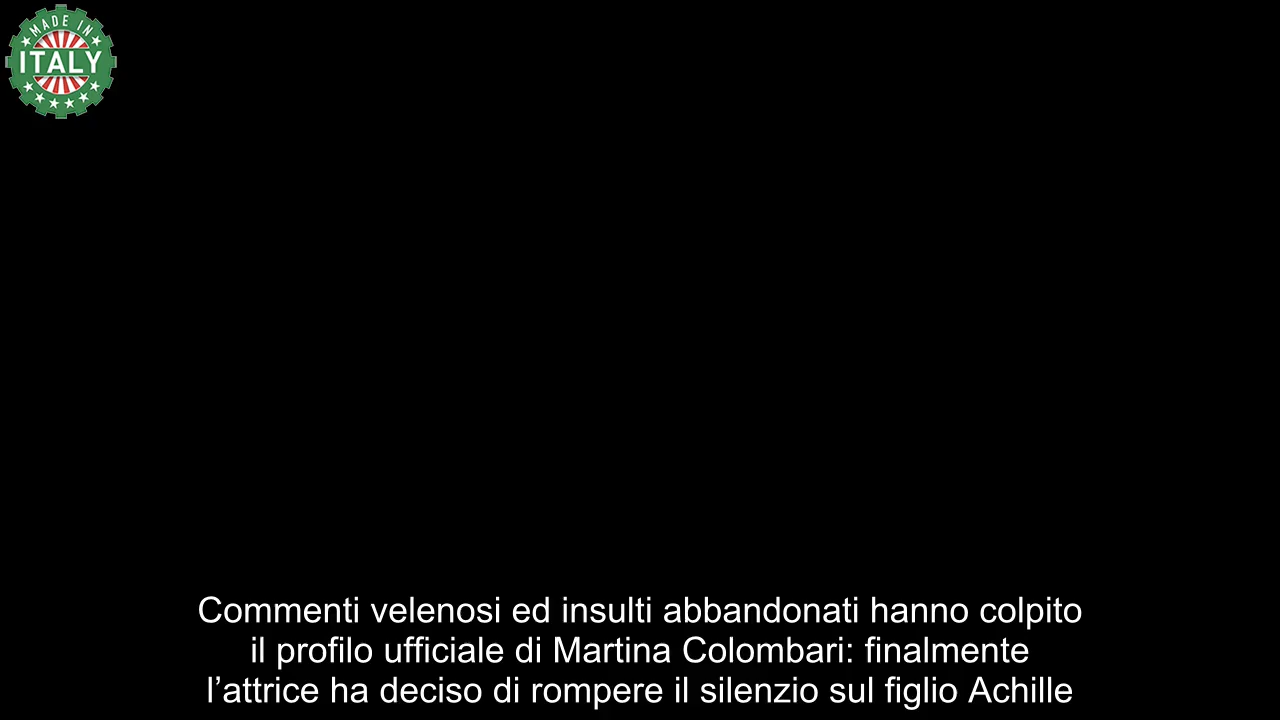 MADE IN
ITALY
Commenti velenosi ed insulti abbandonati hanno colpito
il profilo ufficiale di Martina Colombari: finalmente
l’attrice ha deciso di rompere il silenzio sul figlio Achille